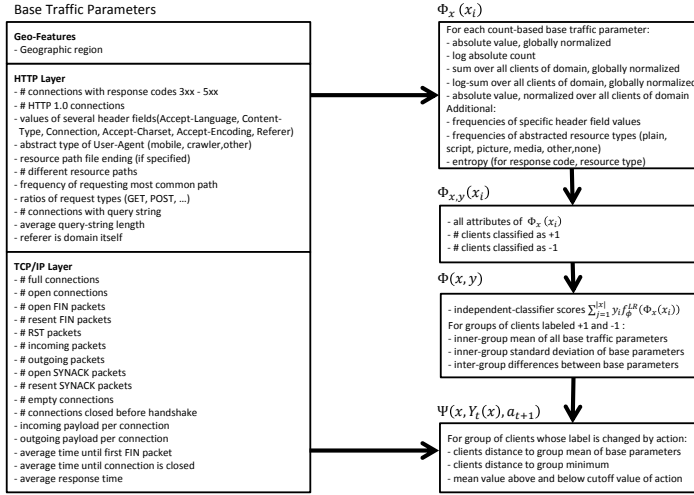 Base Traffic Parameters
Geo-Features
- Geographic region
HTTP Layer
- # connections with response codes 3xx - 5xx
- # HTTP 1.0 connections
- values of several header fields(Accept-Language, Content-
Type, Connection, Accept-Charset, Accept-Encoding, Referer)
- abstract type of User-Agent (mobile, crawler,other)
- resource path file ending (if specified)
- # different resource paths
- frequency of requesting most common path
- ratios of request types (GET, POST, ...)
- # connections with query string
- average query-string length
- referer is domain itself
TCP/IP Layer
- # full connections
- # open connections
- # open FIN packets
- # resent FIN packets
- # RST packets
- # incoming packets
- # outgoing packets
- # open SYNACK packets
- # resent SYNACK packets
- # empty connections
- # connections closed before handshake
- incoming payload per connection
- outgoing payload per connection
- average time until first FIN packet
- average time until connection is closed
- average response time
Φ_x (x_i)
For each count-based base traffic parameter:
- absolute value, globally normalized
- log absolute count
- sum over all clients of domain, globally normalized
- log-sum over all clients of domain, globally normalized
- absolute value, normalized over all clients of domain
Additional:
- frequencies of specific header field values
- frequencies of abstracted resource types (plain,
script, picture, media, other,none)
- entropy (for response code, resource type)
Φ_{x,y}(x_i)
- all attributes of Φ_x (x_i)
- # clients classified as +1
- # clients classified as -1
Φ(x, y)
- independent-classifier scores ∑_{j=1}^{|x|} y_i f_ϕ^{LR}(Φ_x(x_i))
For groups of clients labeled +1 and -1 :
- inner-group mean of all base traffic parameters
- inner-group standard deviation of base parameters
- inter-group differences between base parameters
Ψ(x, Y_t(x), a_{t+1})
For group of clients whose label is changed by action:
- clients distance to group mean of base parameters
- clients distance to group minimum
- mean value above and below cutoff value of action